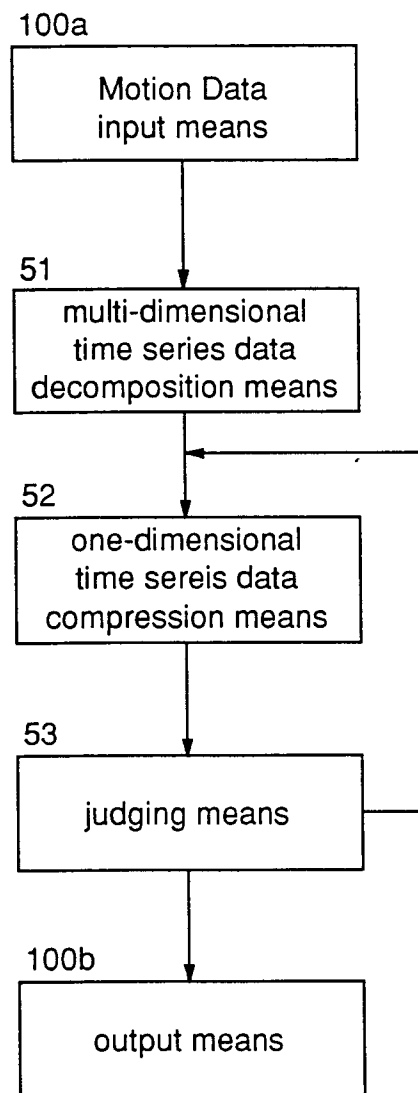 100a
Motion Data
input means
51
multi-dimensional
time series data
decomposition means
52
one-dimensional
time sereis data
compression means
53
judging means
100b
output means